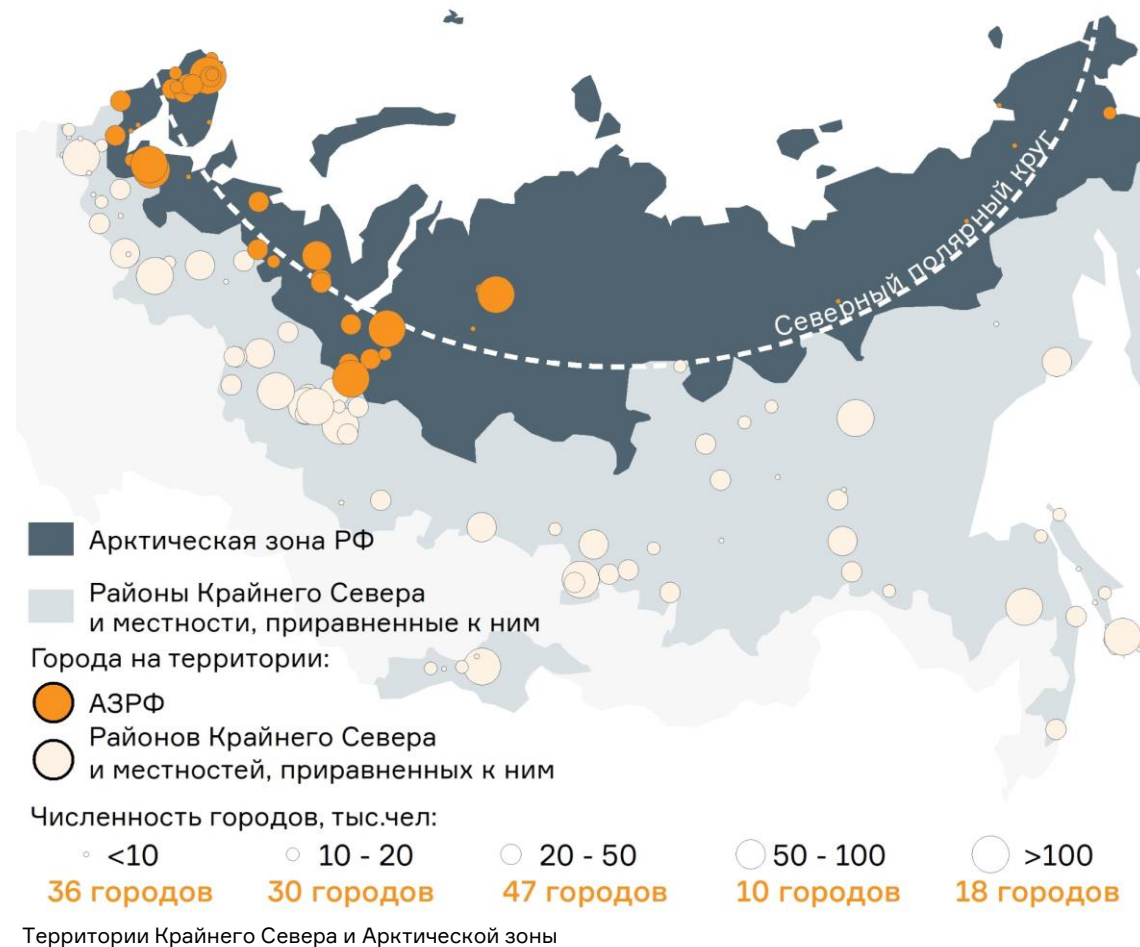 Северный полярный круг
Арктическая зона РФ
Районы Крайнего Севера
и местности, приравненные к ним
Города на территории:
АЗРФ
Районов Крайнего Севера
и местностей, приравненных к ним
Численность городов, тыс.чел:
<10
10 - 20
20 - 50
50 - 100
>100
36 городов
30 городов
47 городов
10 городов
18 городов
Территории Крайнего Севера и Арктической зоны